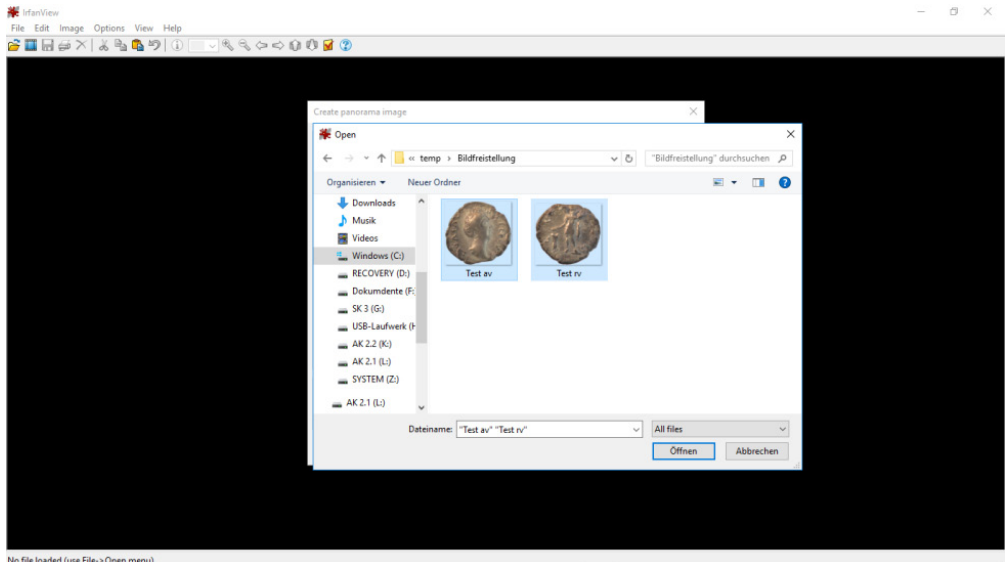 IrfanView
File Edit Image Options View Help
Create panorama image
Open
« temp › Bildfreistellung
"Bildfreistellung" durchsuchen
Organisieren Neuer Ordner
Downloads
Musik
Videos
Windows (C:)
RECOVERY (D:)
Dokumdente (F:
SK 3 (G:)
USB-Laufwerk (H
AK 2.2 (K:)
AK 2.1 (L:)
SYSTEM (Z:)
AK 2.1 (L:)
Test av
Test rv
Dateiname: "Test av" "Test rv" All files
Öffnen Abbrechen
No file loaded (use File->Open menu)